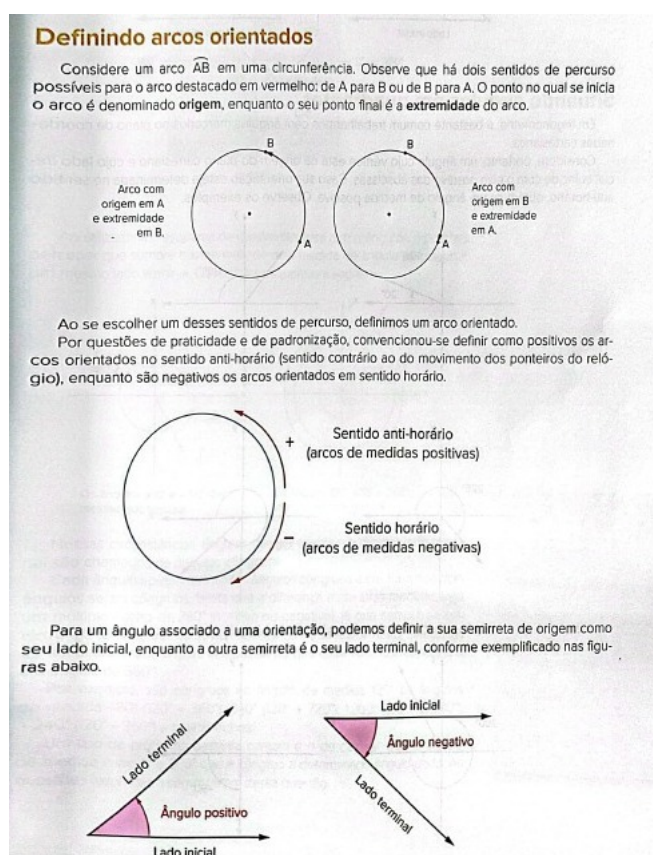 Definindo arcos orientados
Considere um arco AB em uma circunferência. Observe que há dois sentidos de percurso
possíveis para o arco destacado em vermelho: de A para B ou de B para A. O ponto no qual se inicia
o arco é denominado origem, enquanto o seu ponto final é a extremidade do arco.
Arco com
origem em A
e extremidade
em B.
B
A
B
A
Arco com
origem em B
e extremidade
em A.
Ao se escolher um desses sentidos de percurso, definimos um arco orientado.
Por questões de praticidade e de padronização, convencionou-se definir como positivos os ar-
cos orientados no sentido anti-horário (sentido contrário ao do movimento dos ponteiros do reló-
gio), enquanto são negativos os arcos orientados em sentido horário.
+
Sentido anti-horário
(arcos de medidas positivas)
−
Sentido horário
(arcos de medidas negativas)
Para um ângulo associado a uma orientação, podemos definir a sua semirreta de origem como
seu lado inicial, enquanto a outra semirreta é o seu lado terminal, conforme exemplificado nas figu-
ras abaixo.
Lado terminal
Ângulo positivo
Lado inicial
Lado inicial
Ângulo negativo
Lado terminal